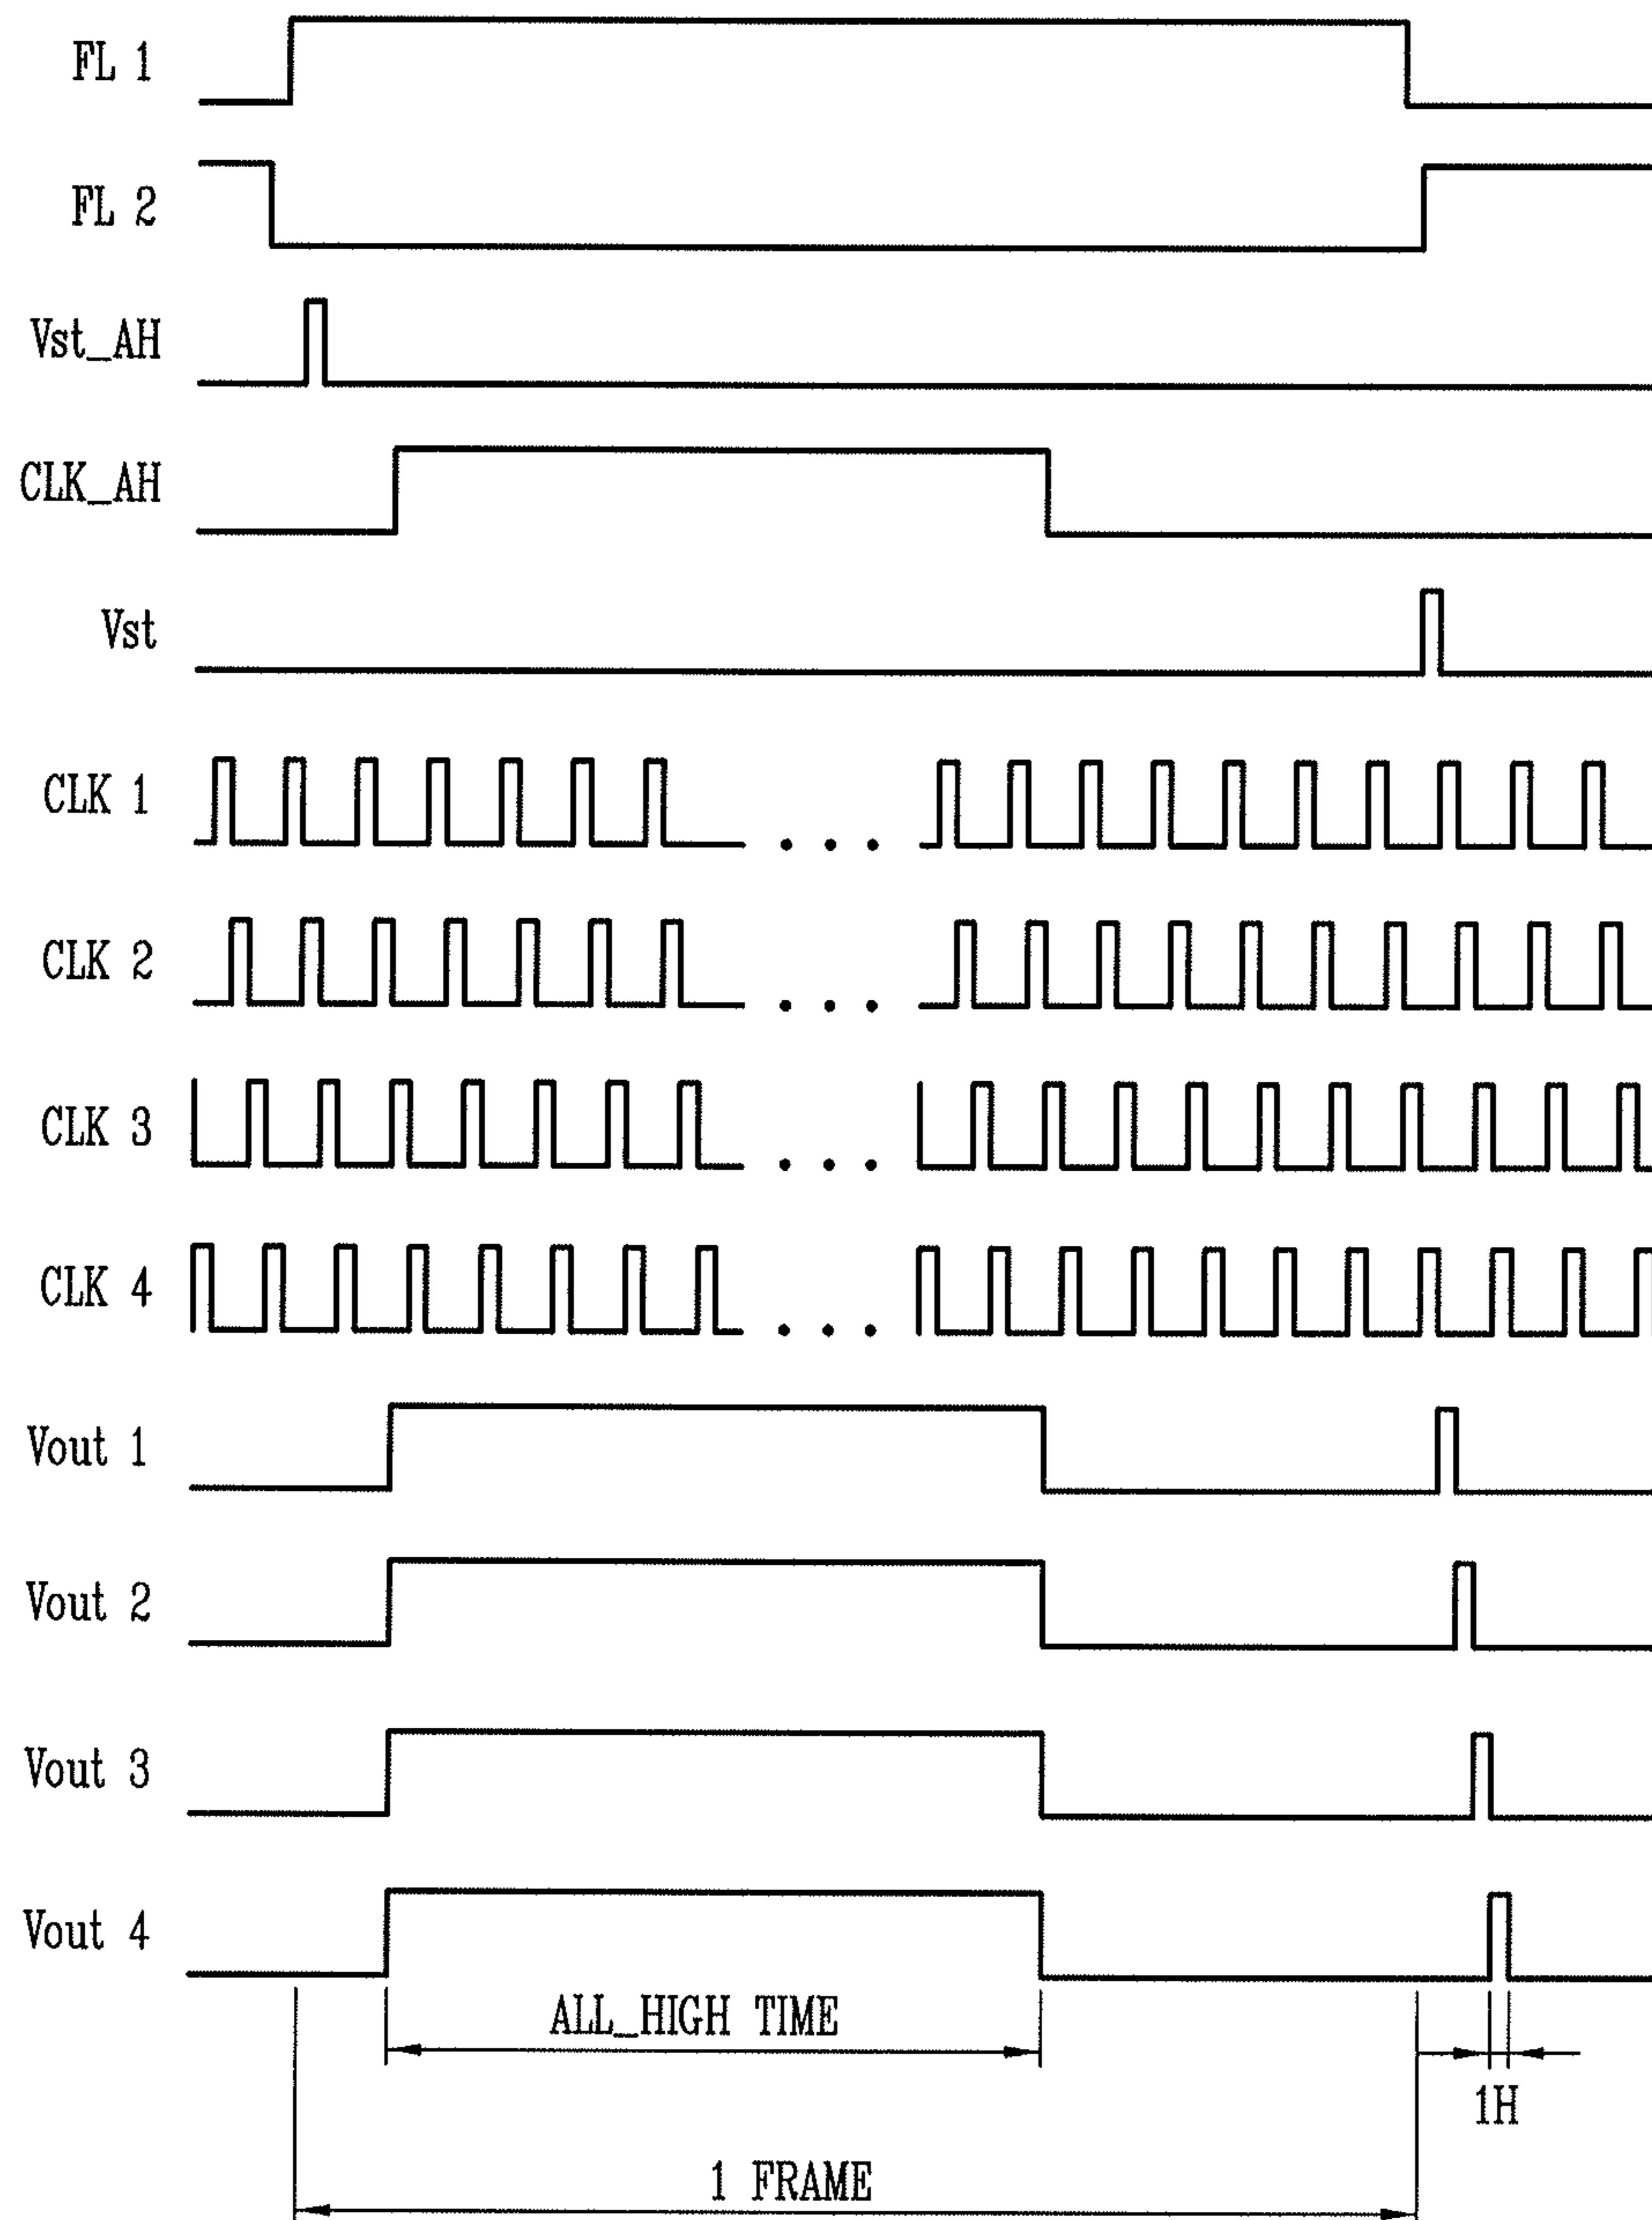 FL 1
FL 2
Vst_AH
CLK_AH
Vst
CLK 1
CLK 2
CLK 3
CLK 4
Vout 1
Vout 2
Vout 3
Vout 4
ALL_HIGH TIME
1H
1 FRAME